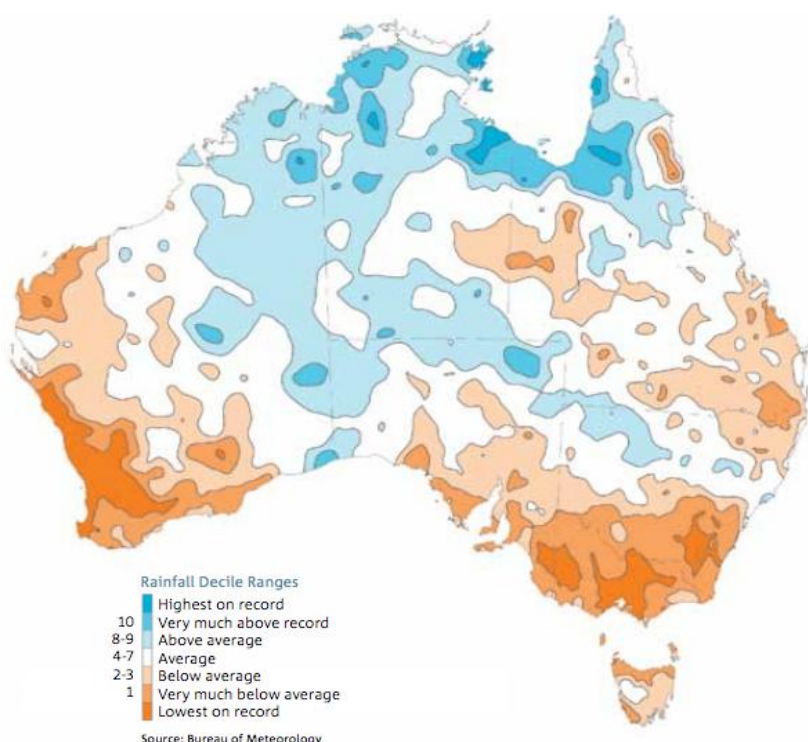 Rainfall Decile Ranges
Highest on record
10 Very much above record
8-9 Above average
4-7 Average
2-3 Below average
1 Very much below average
Lowest on record
Source: Bureau of Meteorology